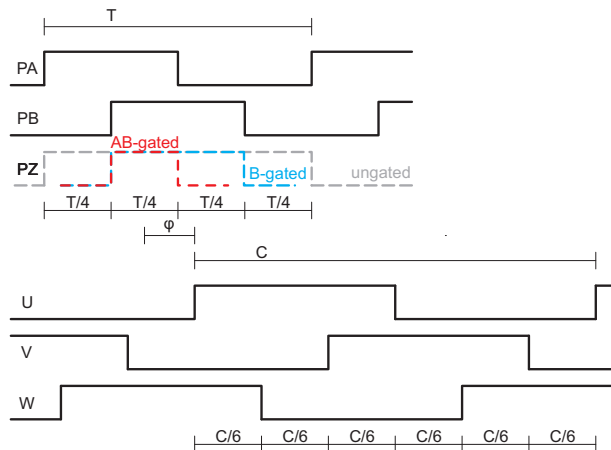 T
PA
PB
AB-gated
PZ
B-gated
ungated
T/4 T/4 T/4 T/4
φ
C
U
V
W
C/6 C/6 C/6 C/6 C/6 C/6